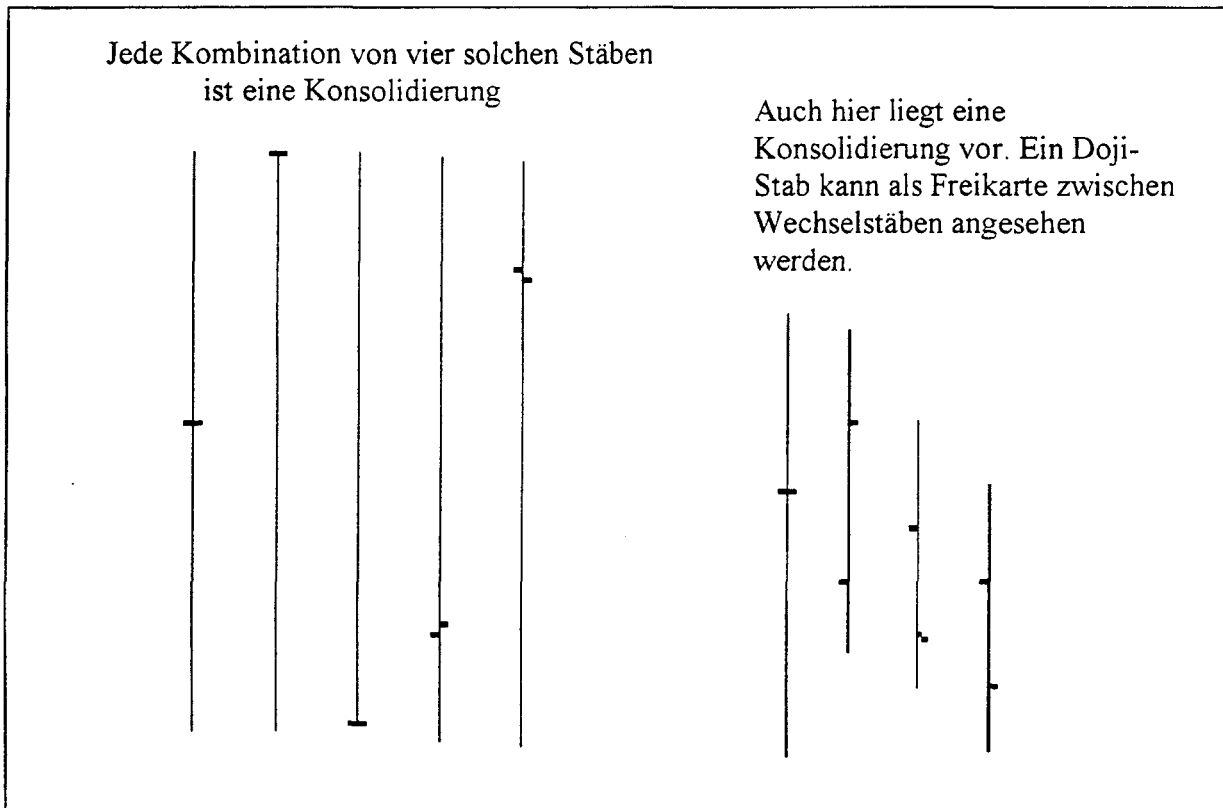 Jede Kombination von vier solchen Stäben
ist eine Konsolidierung
Auch hier liegt eine
Konsolidierung vor. Ein Doji-
Stab kann als Freikarte zwischen
Wechselstäben angesehen
werden.